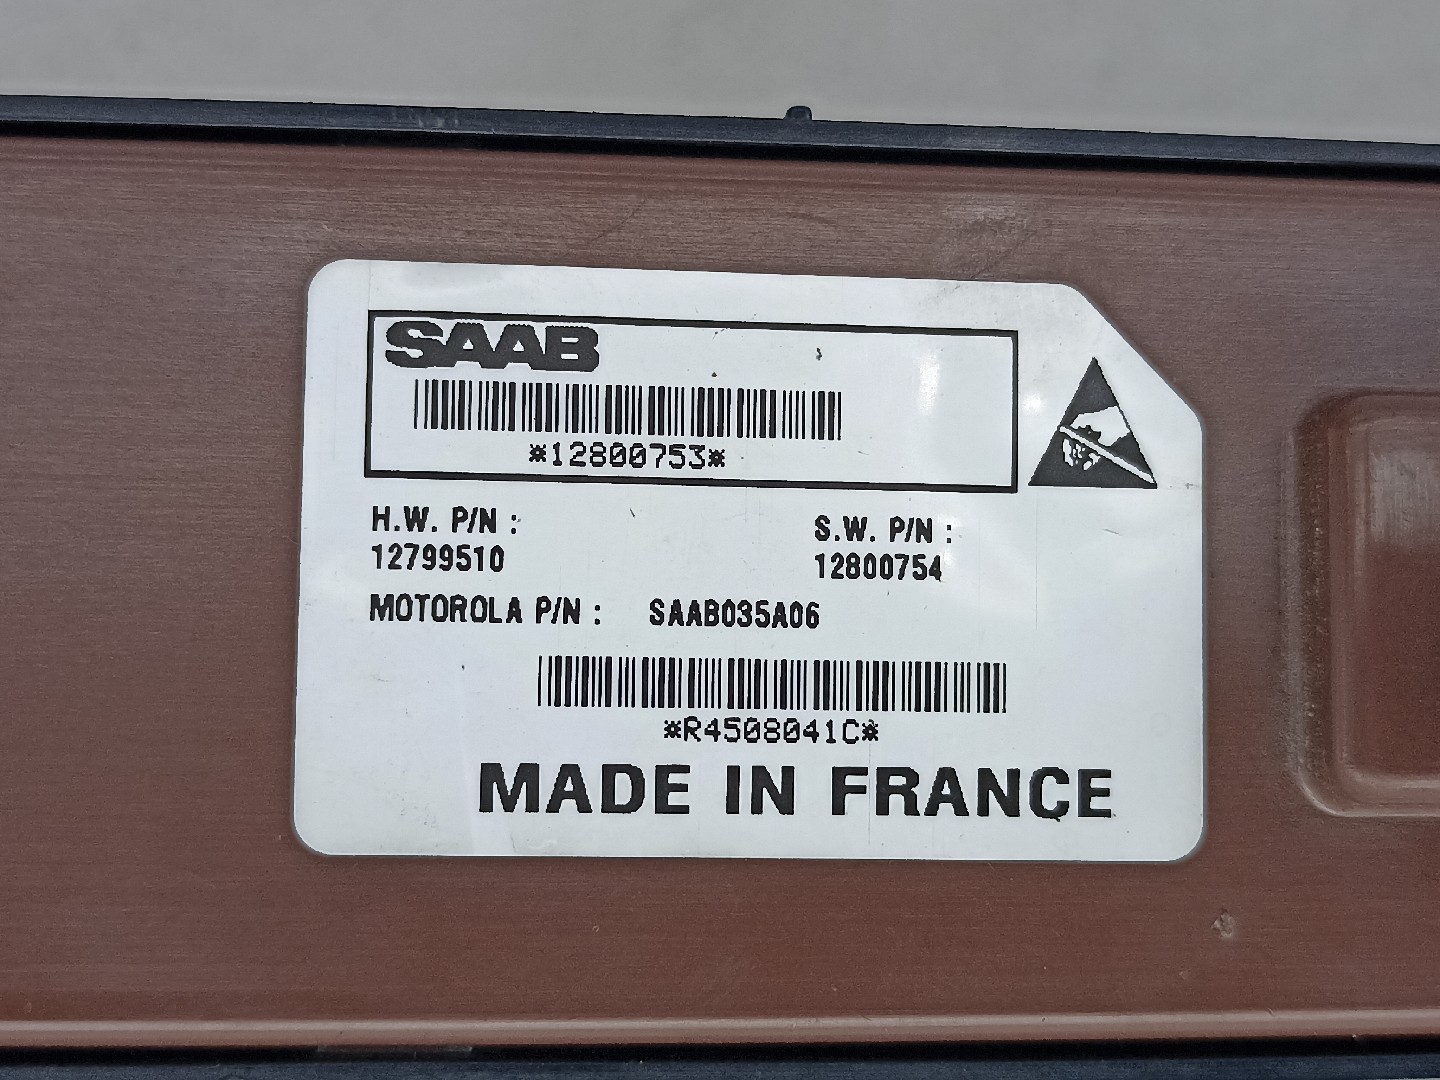 SAAB
*12800753*
H.W. P/N : S.W. P/N :
12799510 12800754
MOTOROLA P/N : SAAB035A06
*R4508041C*
MADE IN FRANCE